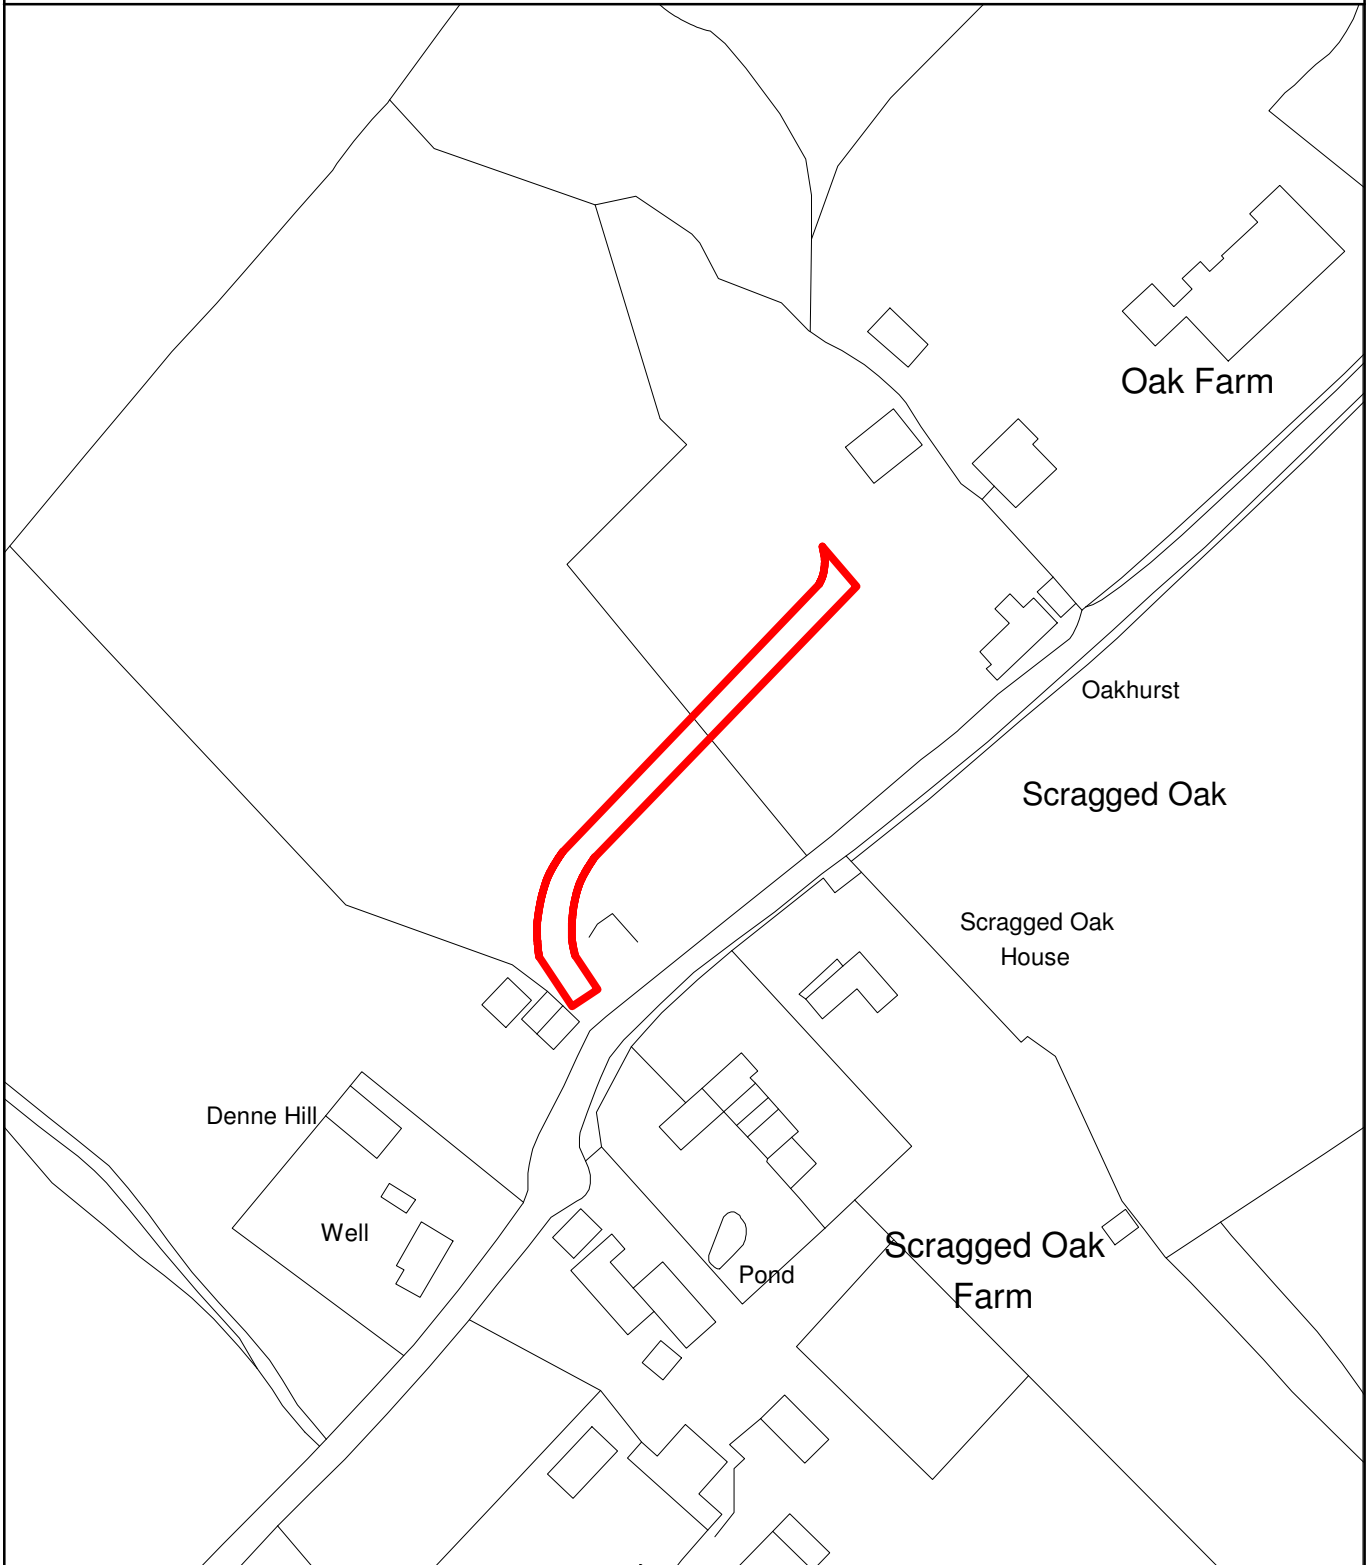 Oak Farm
Oakhurst
Scragged Oak
Scragged Oak
House
Denne Hill
Well
Scragged Oak
Farm
Pond